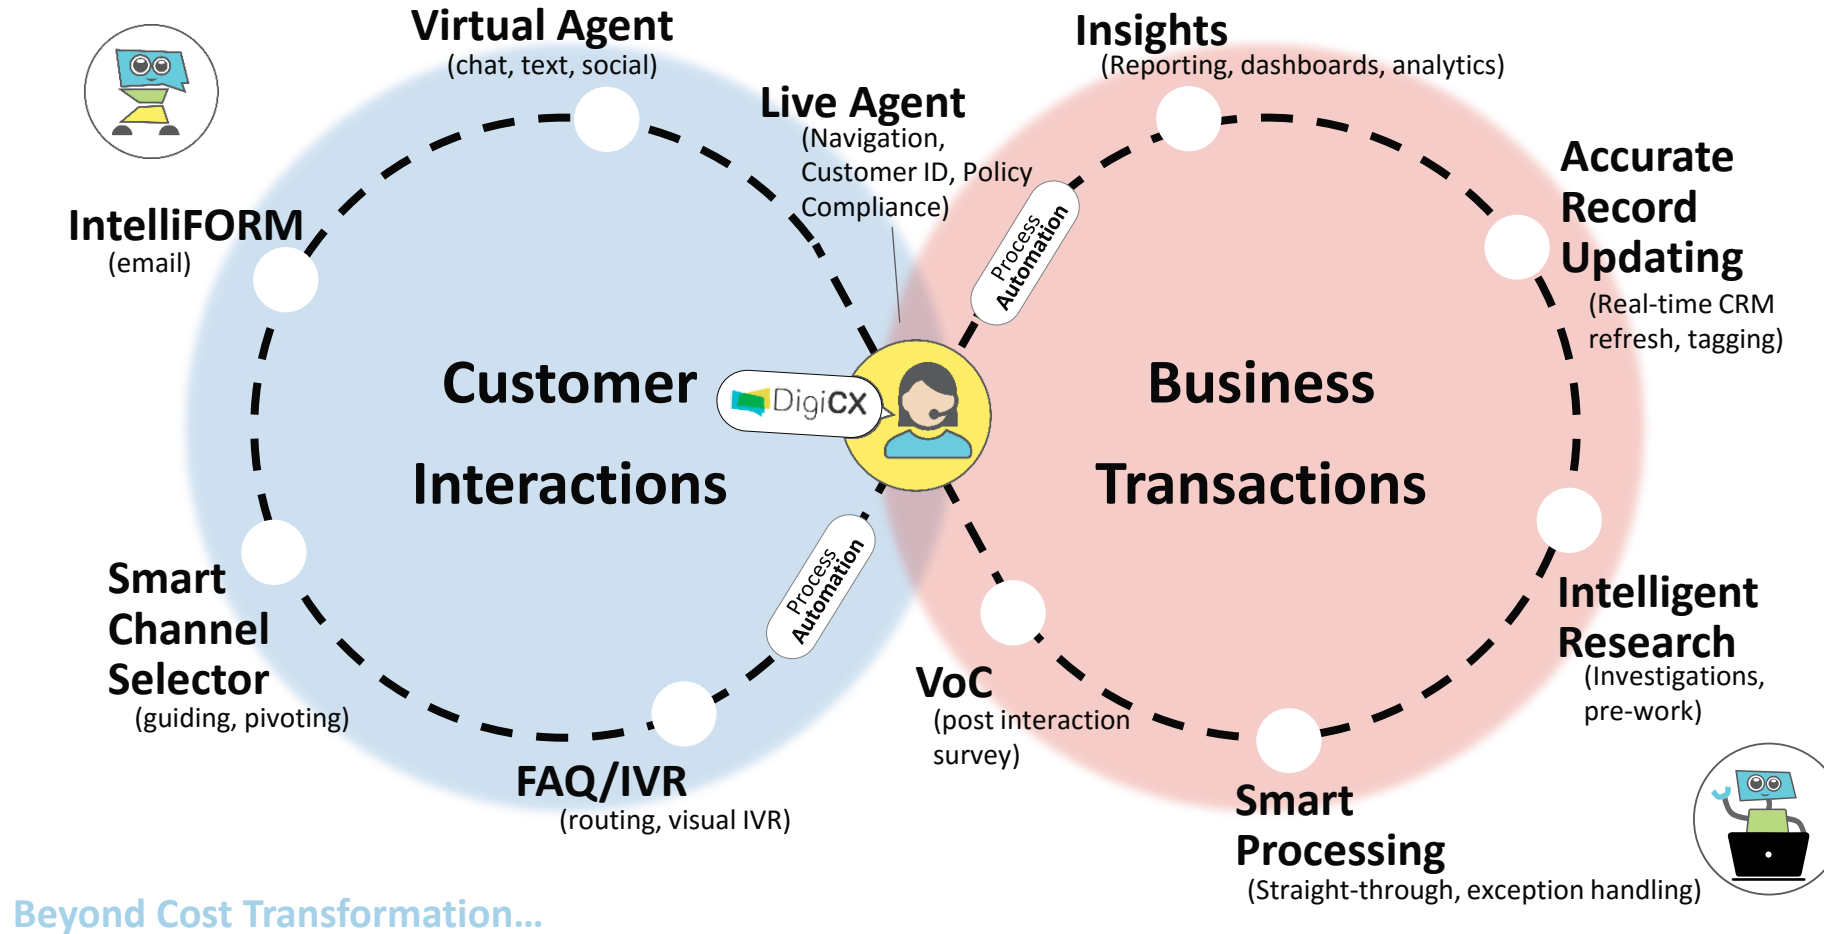 Virtual Agent
(chat, text, social)
Insights
(Reporting, dashboards, analytics)
Live Agent
(Navigation,
Customer ID, Policy
Compliance)
Accurate
Record
Updating
(Real-time CRM
refresh, tagging)
IntelliFORM
(email)
Process
Automation
Customer
Interactions
DigiCX
Business
Transactions
Process
Automation
Smart
Channel
Selector
(guiding, pivoting)
Intelligent
Research
(Investigations,
pre-work)
VoC
(post interaction
survey)
FAQ/IVR
(routing, visual IVR)
Smart
Processing
(Straight-through, exception handling)
Beyond Cost Transformation...